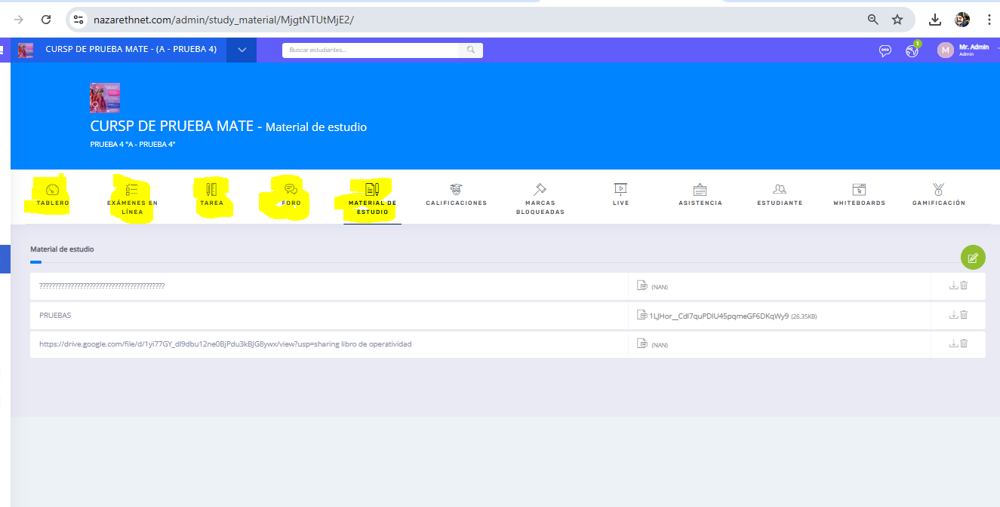 nazarethnet.com/admin/study_material/MjgtNTUtMjE2/
CURSP DE PRUEBA MATE - (A - PRUEBA 4)
Buscar estudiantes...
1
M
Mr. Admin
Admin
CURSP DE PRUEBA MATE - Material de estudio
PRUEBA 4 "A - PRUEBA 4"
TABLERO
EXÁMENES EN
LÍNEA
TAREA
FORO
MATERIAL DE
ESTUDIO
CALIFICACIONES
MARCAS
BLOQUEADAS
LIVE
ASISTENCIA
ESTUDIANTE
WHITEBOARDS
GAMIFICACIÓN
Material de estudio
????????????????????????????????????????
(NAN)
PRUEBAS
1LJHor__CdI7quPDIU45pqmeGF6DKqWy9 (26.35KB)
https://drive.google.com/file/d/1yi77GY_dl9dbu12ne0BjPdu3kBJG8ywx/view?usp=sharing libro de operatividad
(NAN)